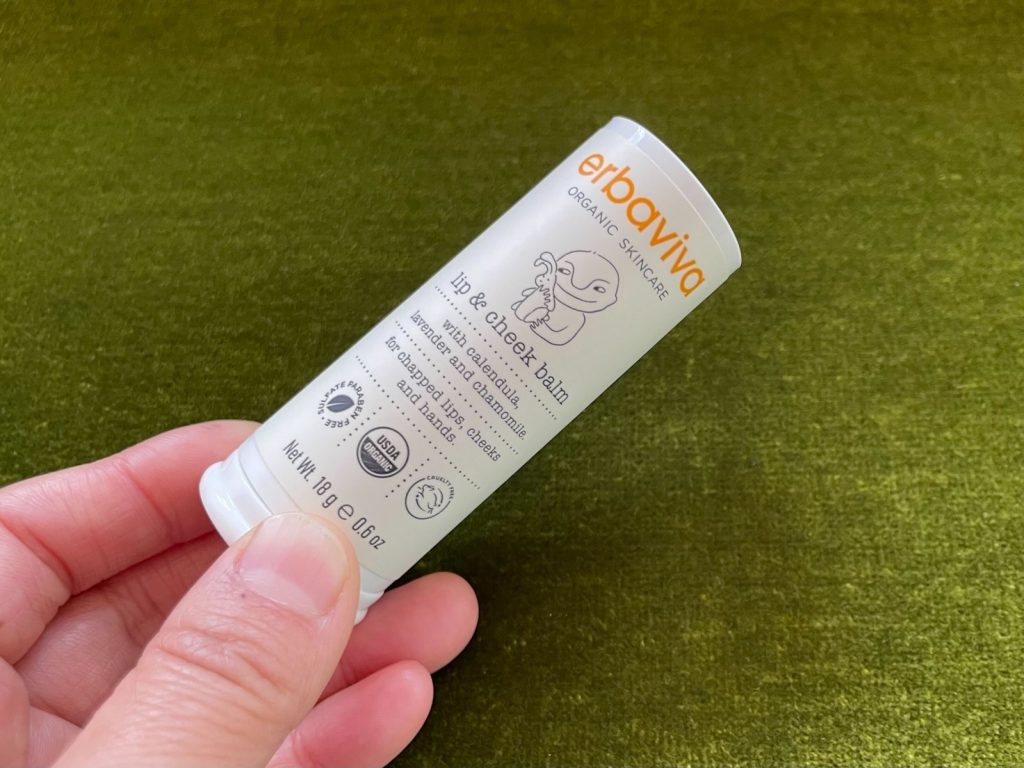 erbaviva
ORGANIC SKINCARE
lip & cheek balm
with calendula,
lavender and chamomile.
for chapped lips, cheeks
and hands.
SULFATE PARABEN FREE
USDA
ORGANIC
CRUELTY FREE
Net Wt. 18 g ℮ 0.6 oz